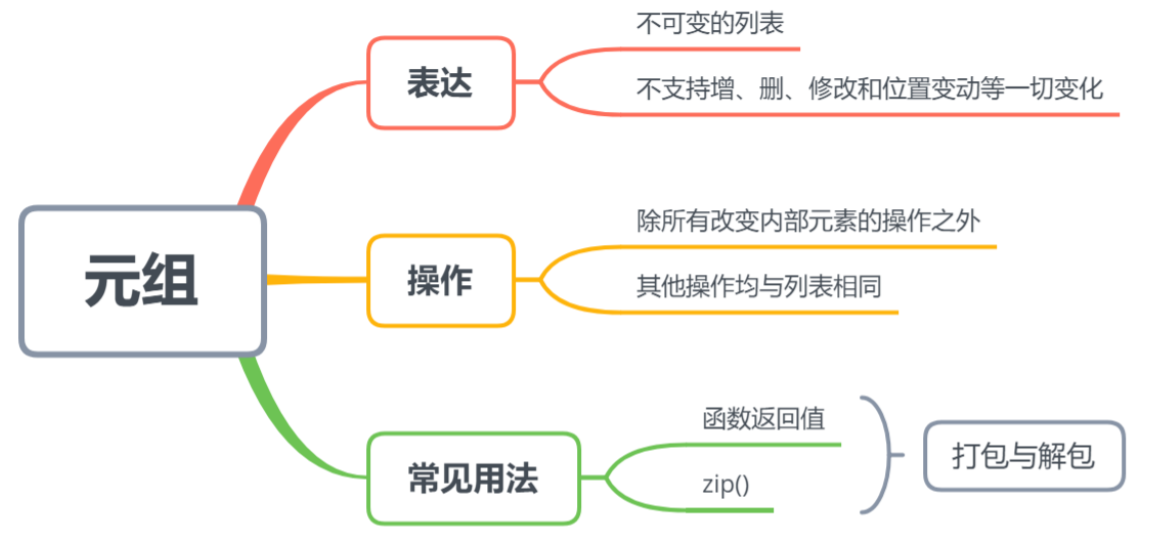 元组
表达
不可变的列表
不支持增、删、修改和位置变动等一切变化
操作
除所有改变内部元素的操作之外
其他操作均与列表相同
常见用法
函数返回值
zip()
打包与解包